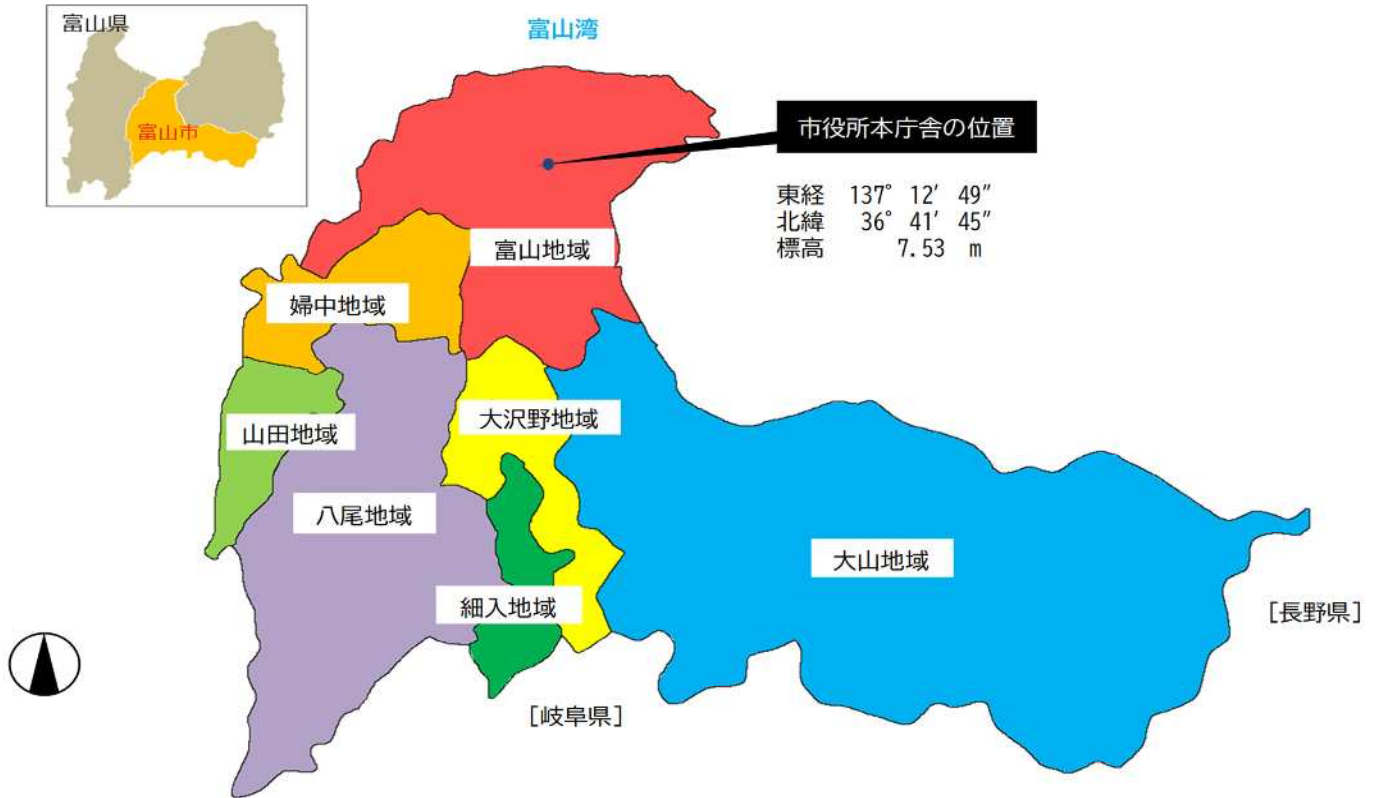 富山県
富山市
富山湾
市役所本庁舎の位置
東経 137° 12′ 49″
北緯 36° 41′ 45″
標高 7.53 m
富山地域
婦中地域
大沢野地域
山田地域
八尾地域
大山地域
細入地域
[長野県]
[岐阜県]